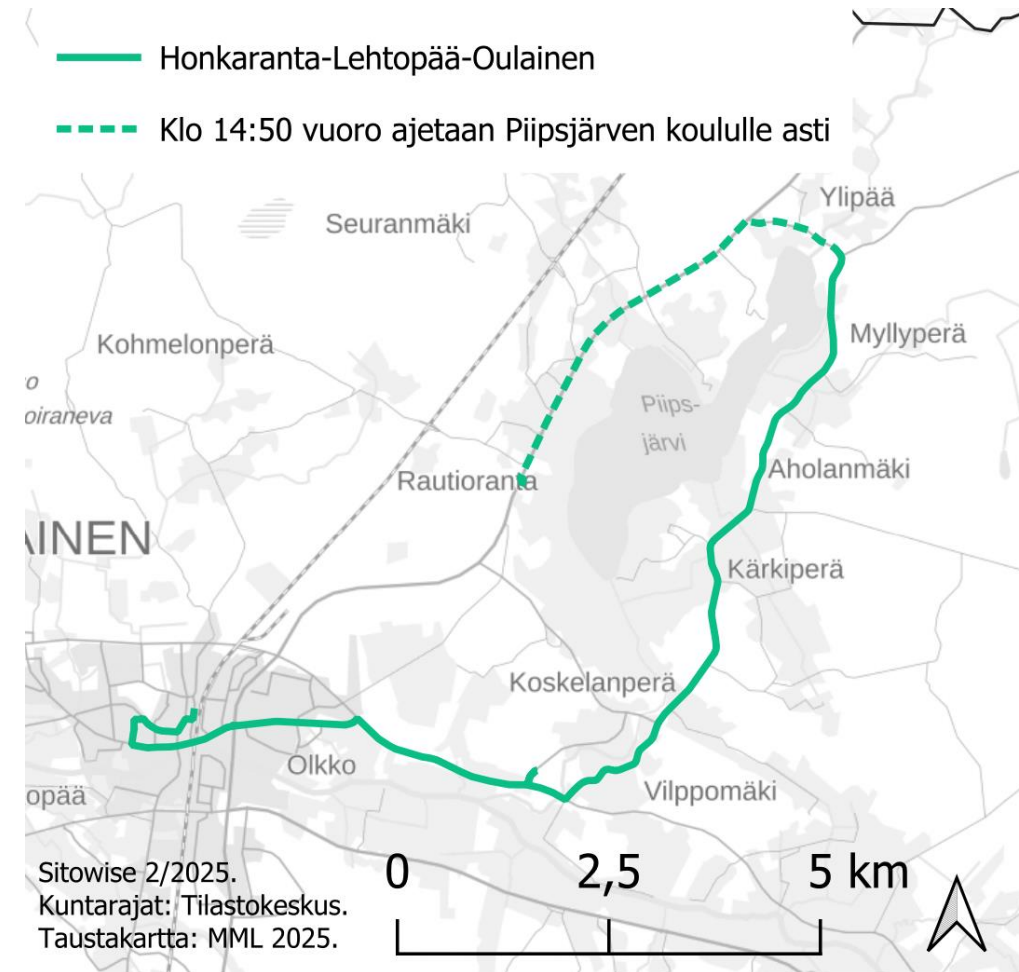 Honkaranta-Lehtopää-Oulainen
Klo 14:50 vuoro ajetaan Piipsjärven koululle asti
Ylipää
Seuranmäki
Myllyperä
Kohmelonperä
o
oiraneva
Piips-
järvi
Rautioranta
Aholanmäki
AINEN
Kärkiperä
Koskelanperä
Olkko
Vilppomäki
opää
Sitowise 2/2025.
Kuntarajat: Tilastokeskus.
Taustakartta: MML 2025.
0 2,5 5 km